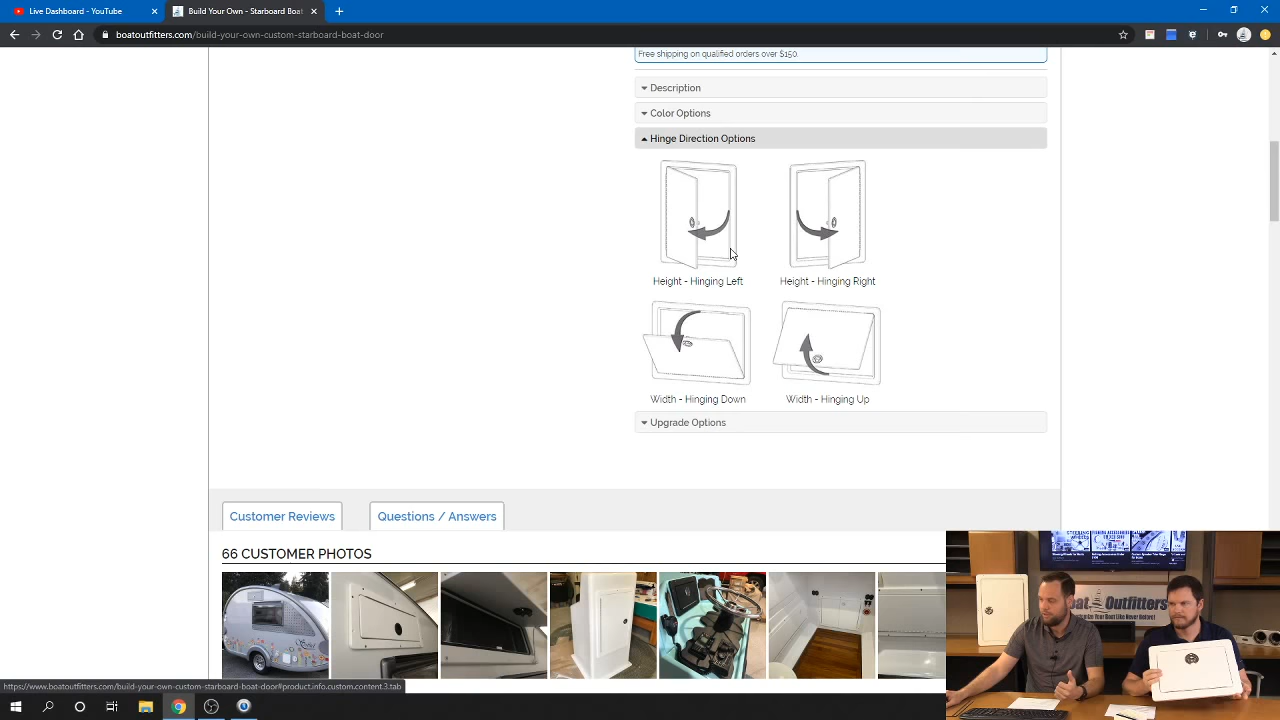 Live Dashboard - YouTube
Build Your Own - Starboard Boat
boatoutfitters.com/build-your-own-custom-starboard-boat-door
Free shipping on qualified orders over $150.
Description
Color Options
Hinge Direction Options
Height - Hinging Left
Height - Hinging Right
Width - Hinging Down
Width - Hinging Up
Upgrade Options
Customer Reviews
Questions / Answers
66 CUSTOMER PHOTOS
Outfitters
https://www.boatoutfitters.com/build-your-own-custom-starboard-boat-door#product.info.custom.content.3.tab